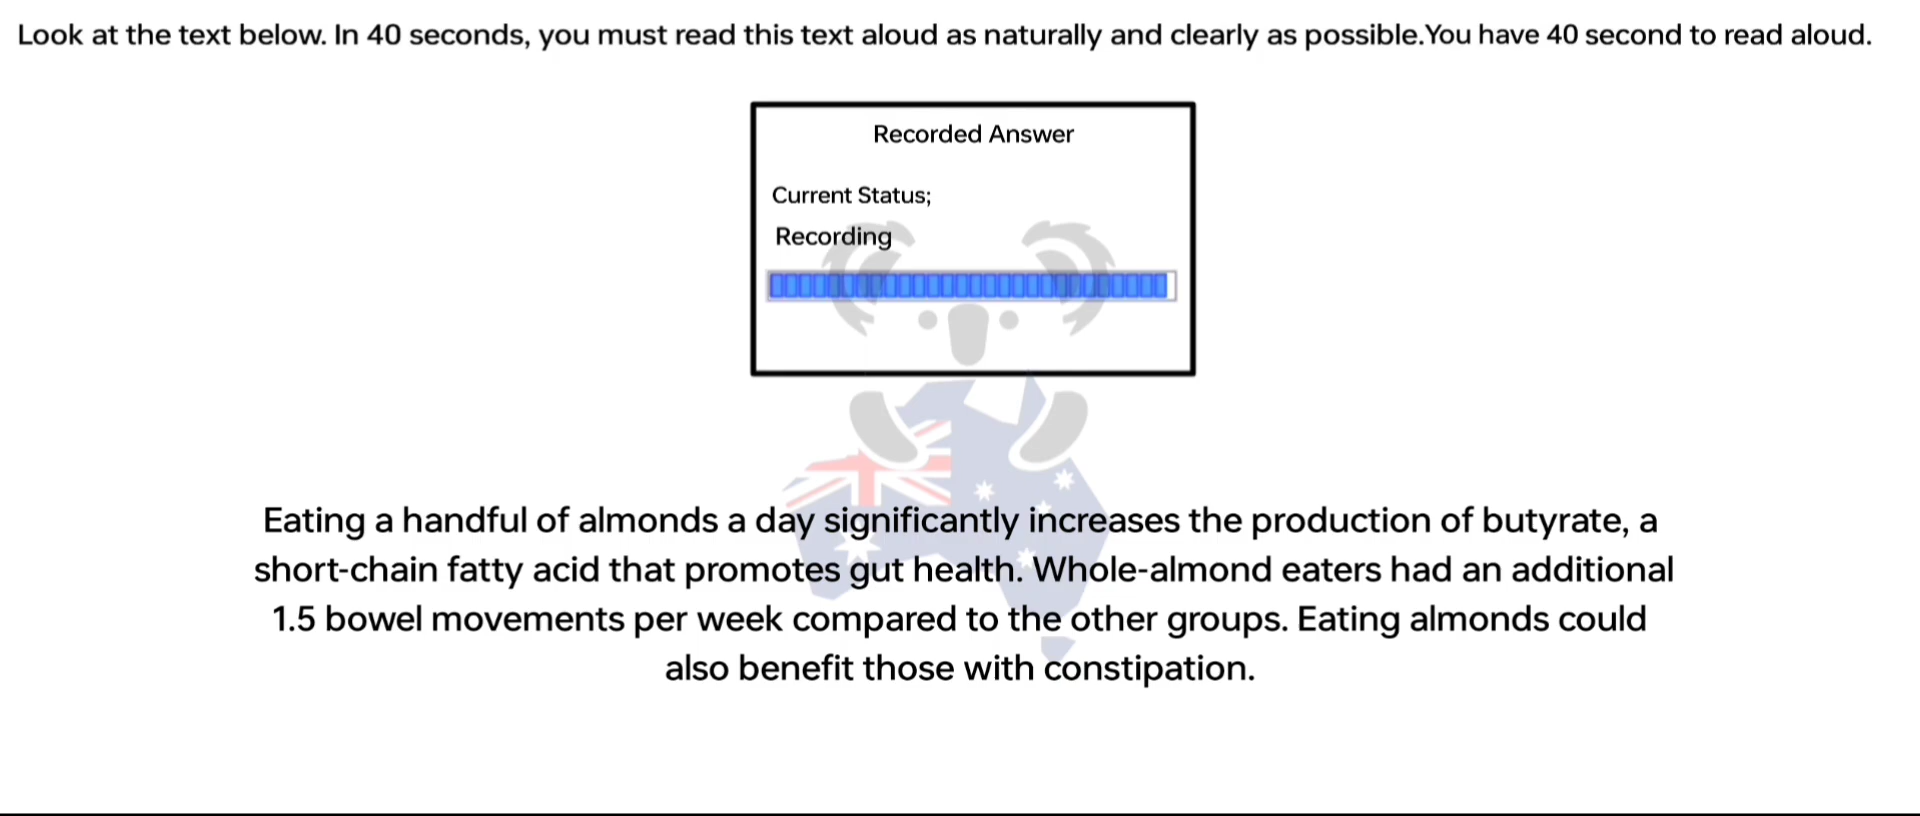 Look at the text below. In 40 seconds, you must read this text aloud as naturally and clearly as possible.You have 40 second to read aloud.
Recorded Answer
Current Status;
Recording
Eating a handful of almonds a day significantly increases the production of butyrate, a
short-chain fatty acid that promotes gut health. Whole-almond eaters had an additional
1.5 bowel movements per week compared to the other groups. Eating almonds could
also benefit those with constipation.